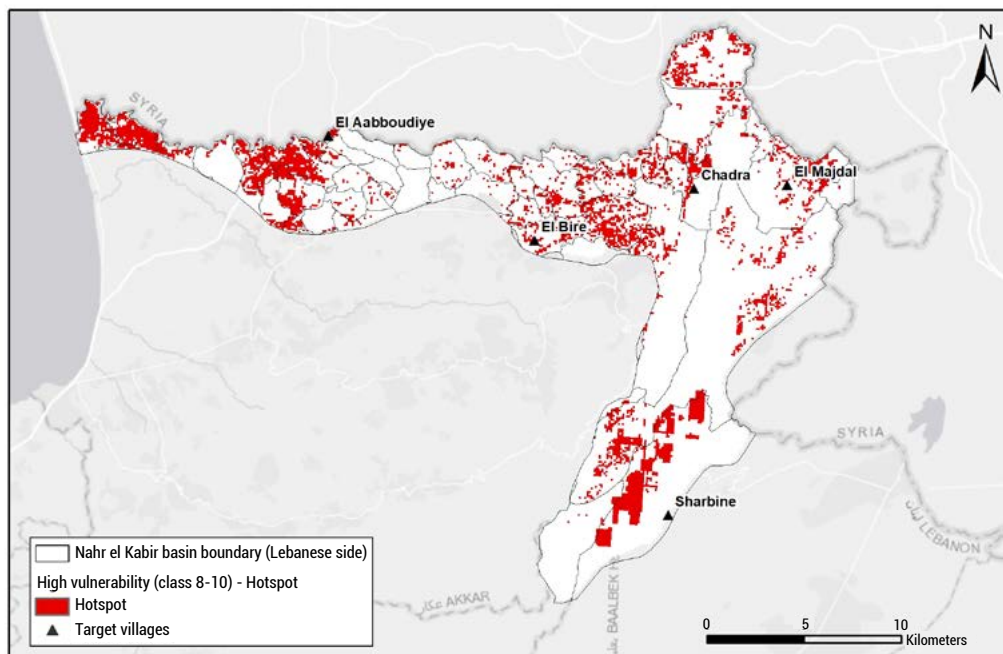 N
SYRIA
El Aabboudiye
Chadra
El Majdal
El Bire
SYRIA
Sharbine
لبنان LEBANON
عكار AKKAR
BAALBEK H.
Nahr el Kabir basin boundary (Lebanese side)
High vulnerability (class 8-10) - Hotspot
Hotspot
Target villages
0 5 10
Kilometers